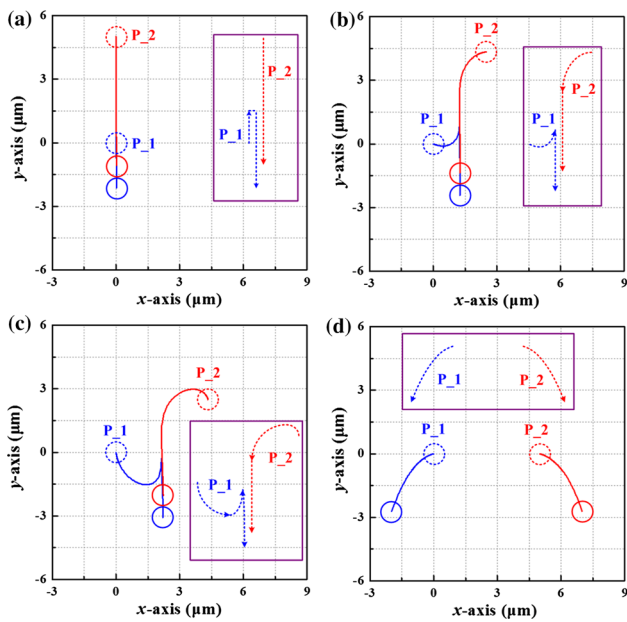 (a)
6
3
0
-3
-6
y-axis (μm)
P_2
P_1
P_2
P_1
-3
0
3
6
9
x-axis (μm)
(b)
6
3
0
-3
-6
y-axis (μm)
P_2
P_1
P_2
P_1
-3
0
3
6
9
x-axis (μm)
(c)
6
3
0
-3
-6
y-axis (μm)
P_2
P_1
P_2
P_1
-3
0
3
6
9
x-axis (μm)
(d)
6
3
0
-3
-6
y-axis (μm)
P_1
P_2
P_1
P_2
-3
0
3
6
9
x-axis (μm)